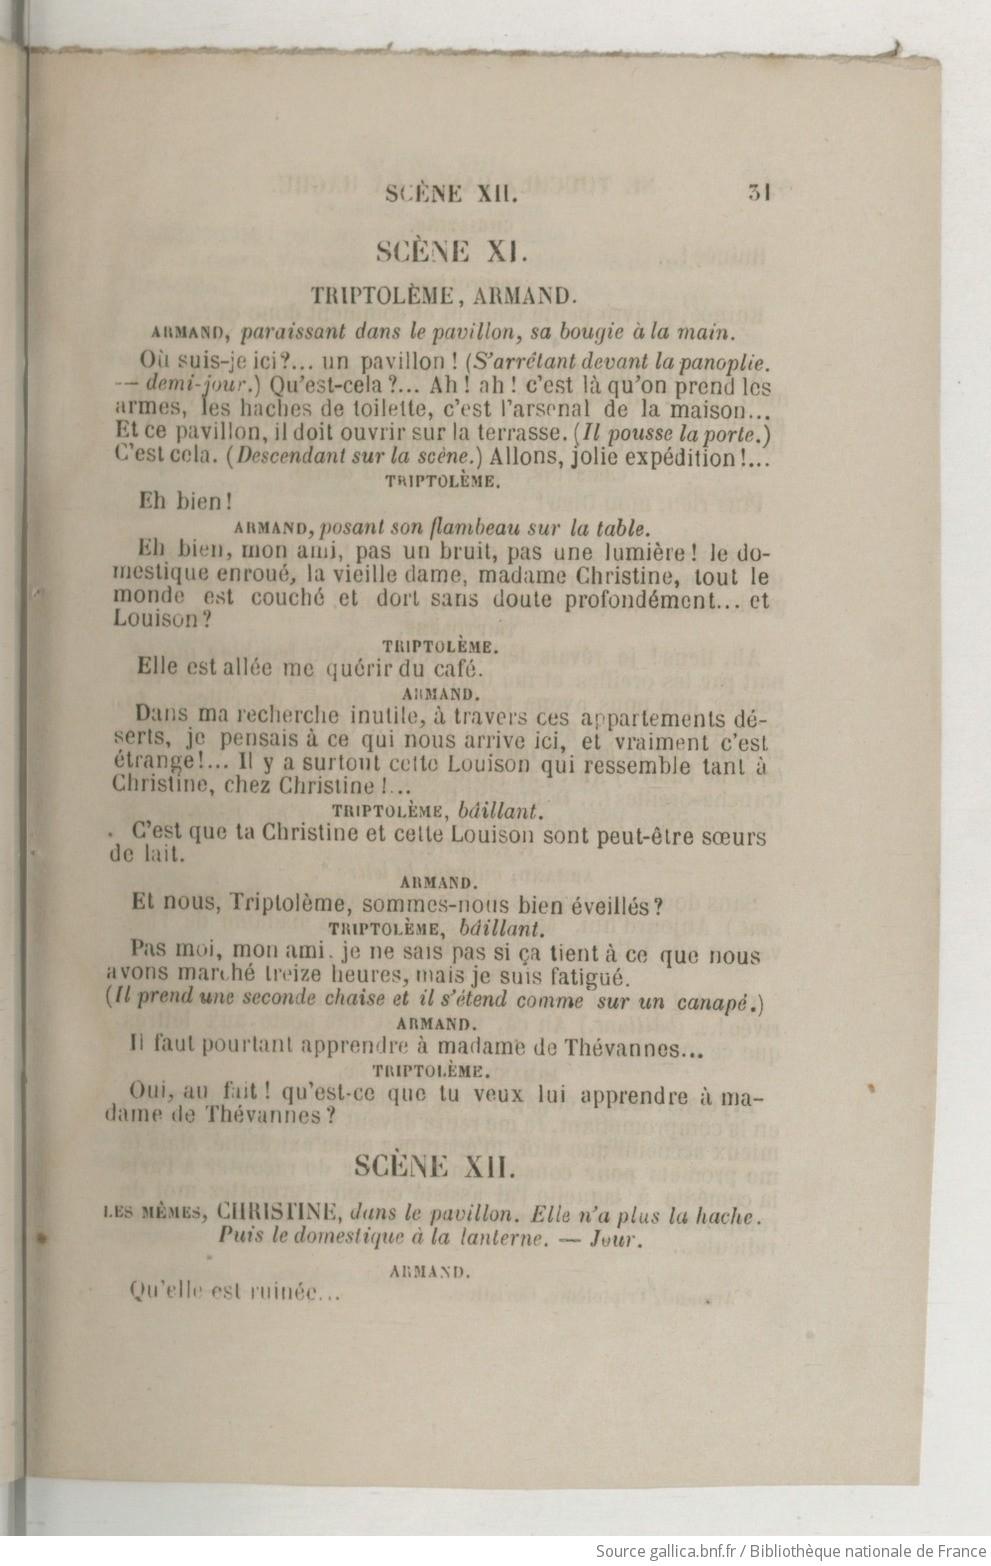 SCÈNE XII. 31
SCÈNE XI.
TRIPTOLÈME, ARMAND.
ARMAND, paraissant dans le pavillon, sa bougie à la main.
Où suis-je ici?... un pavillon ! (S'arrêtant devant la panoplie.
— demi-jour.) Qu'est-cela ?... Ah ! ah ! c'est là qu'on prend les
armes, les haches de toilette, c'est l'arsenal de la maison...
Et ce pavillon, il doit ouvrir sur la terrasse. (Il pousse la porte.)
C'est cela. (Descendant sur la scène.) Allons, jolie expédition !...
TRIPTOLÈME.
Eh bien !
ARMAND, posant son flambeau sur la table.
Eh bien, mon ami, pas un bruit, pas une lumière ! le do-
mestique enroué, la vieille dame, madame Christine, tout le
monde est couché et dort sans doute profondément... et
Louison ?
TRIPTOLÈME.
Elle est allée me quérir du café.
ARMAND.
Dans ma recherche inutile, à travers ces appartements dé-
serts, je pensais à ce qui nous arrive ici, et vraiment c'est
étrange!... Il y a surtout cette Louison qui ressemble tant à
Christine, chez Christine !...
TRIPTOLÈME, bâillant.
C'est que ta Christine et cette Louison sont peut-être sœurs
de lait.
ARMAND.
Et nous, Triptolème, sommes-nous bien éveillés ?
TRIPTOLÈME, bâillant.
Pas moi, mon ami. je ne sais pas si ça tient à ce que nous
avons marché treize heures, mais je suis fatigué.
(Il prend une seconde chaise et il s'étend comme sur un canapé.)
ARMAND.
Il faut pourtant apprendre à madame de Thévannes...
TRIPTOLÈME.
Oui, au fait ! qu'est-ce que tu veux lui apprendre à ma-
dame de Thévannes ?
SCÈNE XII.
LES MÊMES, CHRISTINE, dans le pavillon. Elle n'a plus la hache.
Puis le domestique à la lanterne. — Jour.
ARMAND.
Qu'elle est ruinée...
Source gallica.bnf.fr / Bibliothèque nationale de France